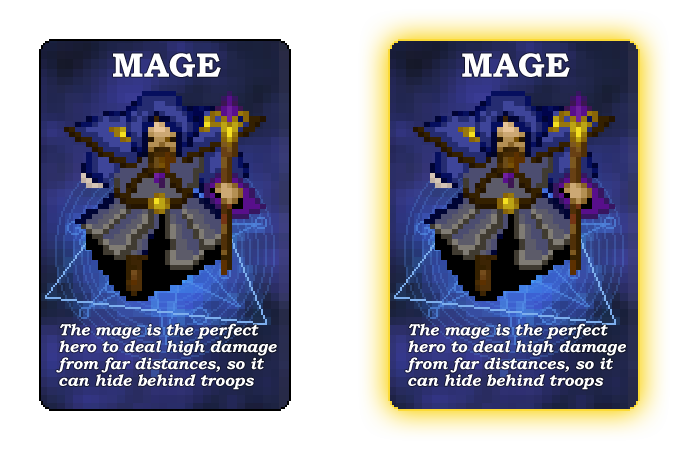 MAGE
The mage is the perfect
hero to deal high damage
from far distances, so it
can hide behind troops
MAGE
The mage is the perfect
hero to deal high damage
from far distances, so it
can hide behind troops